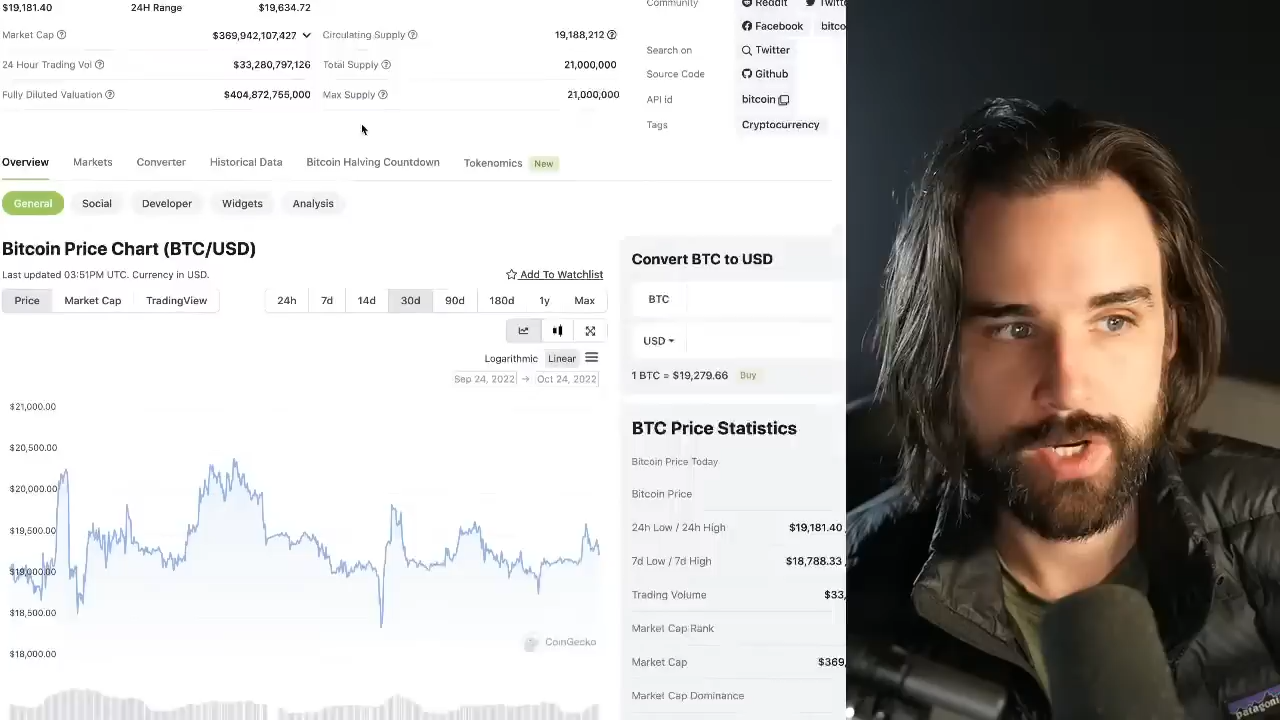 $19,181.40 24H Range $19,634.72
Market Cap $369,942,107,427 Circulating Supply 19,188,212
24 Hour Trading Vol $33,280,797,126 Total Supply 21,000,000
Fully Diluted Valuation $404,872,755,000 Max Supply 21,000,000
Community Reddit Twitt
Facebook bitco
Search on Twitter
Source Code Github
API id bitcoin
Tags Cryptocurrency
Overview Markets Converter Historical Data Bitcoin Halving Countdown Tokenomics New
General Social Developer Widgets Analysis
Bitcoin Price Chart (BTC/USD)
Last updated 03:51PM UTC. Currency in USD.
Add To Watchlist
Price Market Cap TradingView 24h 7d 14d 30d 90d 180d 1y Max
Logarithmic Linear
Sep 24, 2022 → Oct 24, 2022
$21,000.00
$20,500.00
$20,000.00
$19,500.00
$19,000.00
$18,500.00
$18,000.00
CoinGecko
Convert BTC to USD
BTC
USD
1 BTC = $19,279.66 Buy
BTC Price Statistics
Bitcoin Price Today
Bitcoin Price
24h Low / 24h High $19,181.40
7d Low / 7d High $18,788.33
Trading Volume $33,
Market Cap Rank
Market Cap $369,
Market Cap Dominance
patagoni